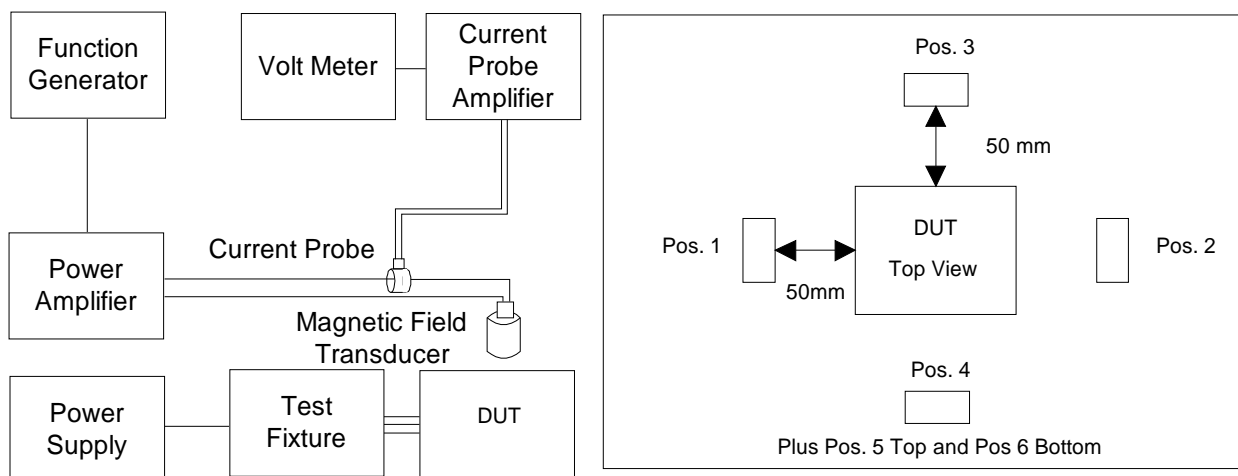 Function
Generator
Volt Meter
Current
Probe
Amplifier
Current Probe
Power
Amplifier
Magnetic Field
Transducer
Power
Supply
Test
Fixture
DUT
Pos. 3
50 mm
Pos. 1
DUT
Top View
Pos. 2
50mm
Pos. 4
Plus Pos. 5 Top and Pos 6 Bottom